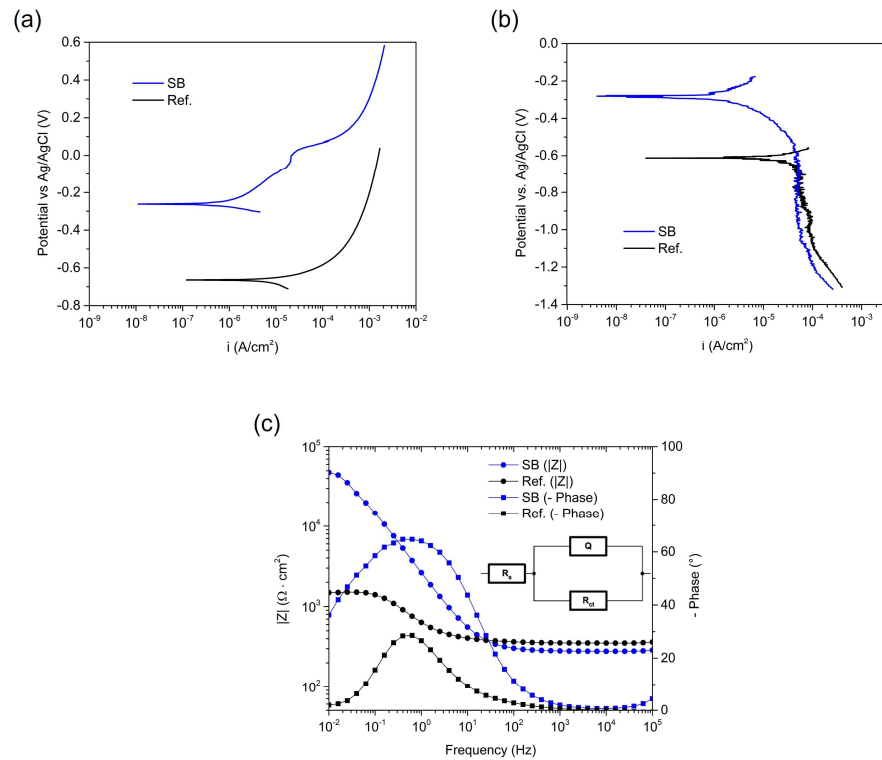 (a)
Potential vs Ag/AgCl (V)
0.6
0.4
0.2
0.0
-0.2
-0.4
-0.6
-0.8
SB
Ref.
10⁻⁹ 10⁻⁸ 10⁻⁷ 10⁻⁶ 10⁻⁵ 10⁻⁴ 10⁻³ 10⁻²
i (A/cm²)
(b)
Potential vs. Ag/AgCl (V)
0.0
-0.2
-0.4
-0.6
-0.8
-1.0
-1.2
-1.4
SB
Ref.
10⁻⁹ 10⁻⁸ 10⁻⁷ 10⁻⁶ 10⁻⁵ 10⁻⁴ 10⁻³
i (A/cm²)
(c)
|Z| (Ω · cm²)
10⁵
10⁴
10³
10²
SB (|Z|)
Ref. (|Z|)
SB (- Phase)
Ref. (- Phase)
Rs
Q
Rct
100
80
60
40
20
0
- Phase (°)
10⁻² 10⁻¹ 10⁰ 10¹ 10² 10³ 10⁴ 10⁵
Frequency (Hz)